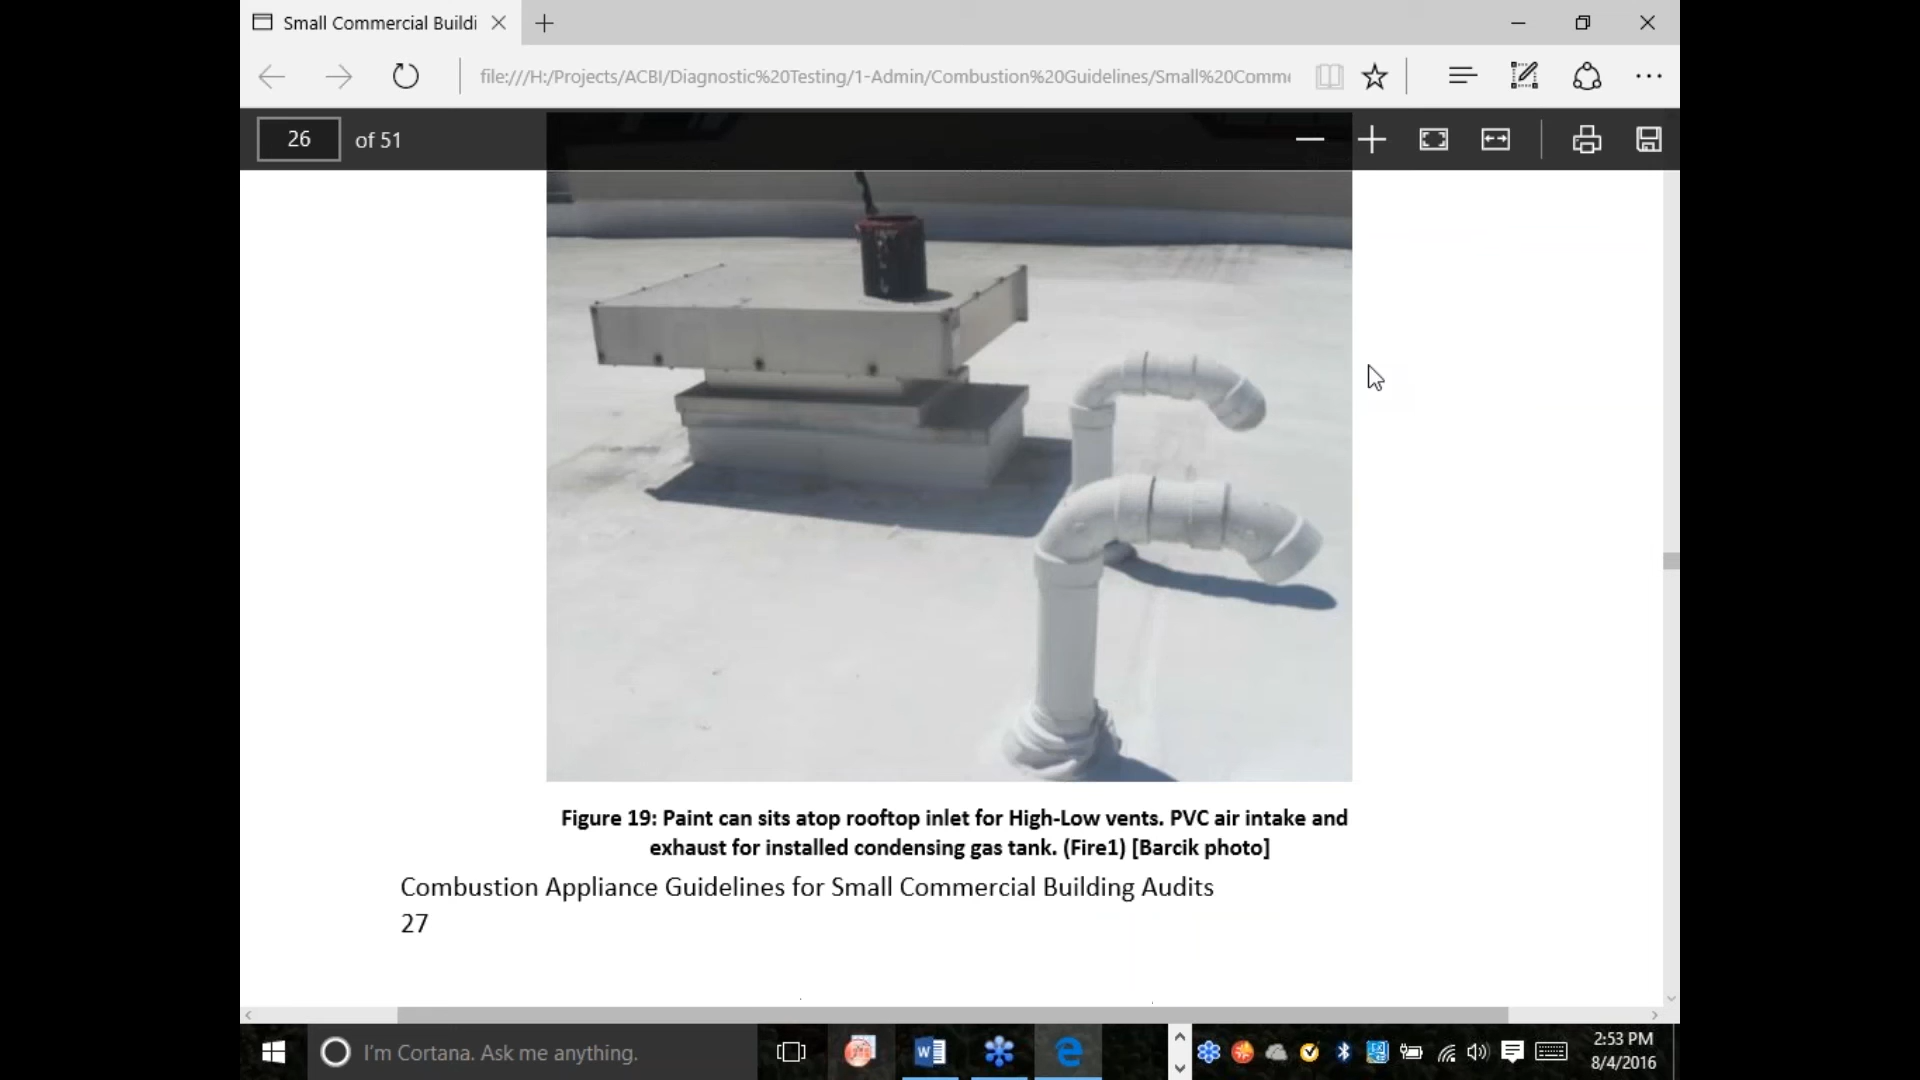 Small Commercial Buildi
file:///H:/Projects/ACBI/Diagnostic%20Testing/1-Admin/Combustion%20Guidelines/Small%20Comme
26 of 51
Figure 19: Paint can sits atop rooftop inlet for High-Low vents. PVC air intake and
exhaust for installed condensing gas tank. (Fire1) [Barcik photo]
Combustion Appliance Guidelines for Small Commercial Building Audits
27
I'm Cortana. Ask me anything.
2:53 PM
8/4/2016